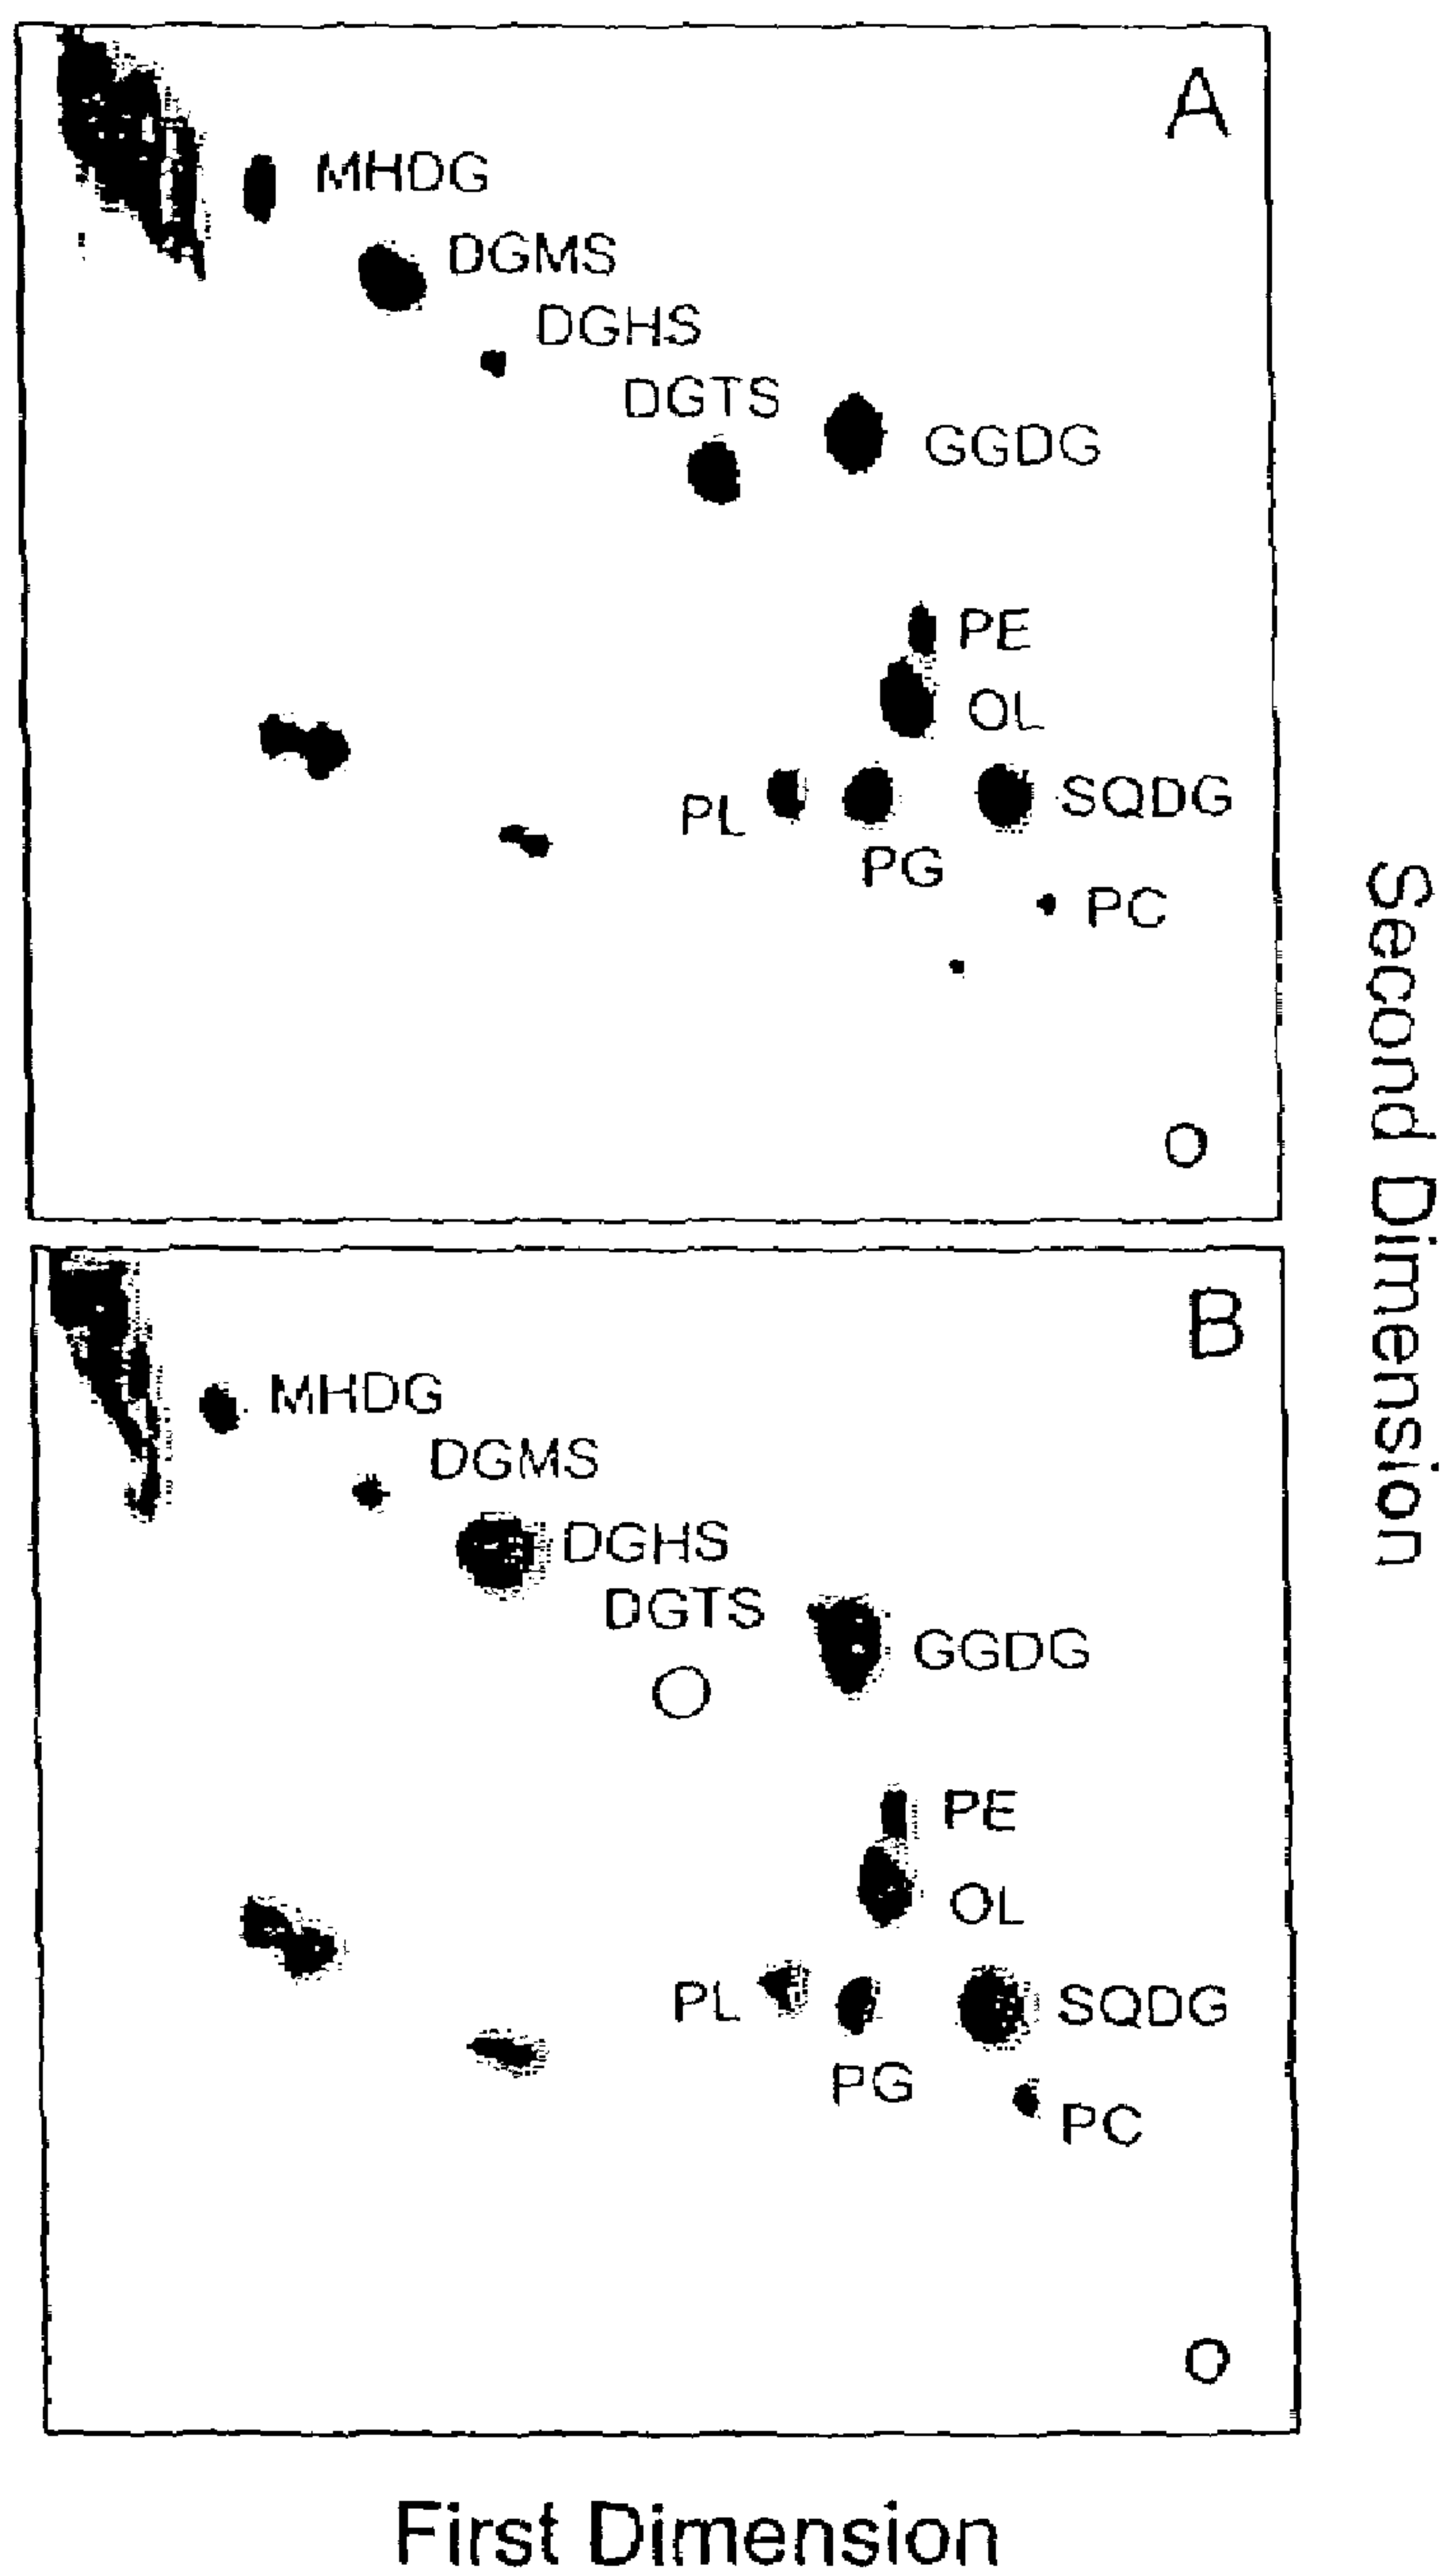 A
MHDG
DGMS
DGHS
DGTS
GGDG
PE
OL
PL
SQDG
PG
PC
O
B
MHDG
DGMS
DGHS
DGTS
GGDG
PE
OL
PL
SQDG
PG
PC
O
Second Dimension
First Dimension